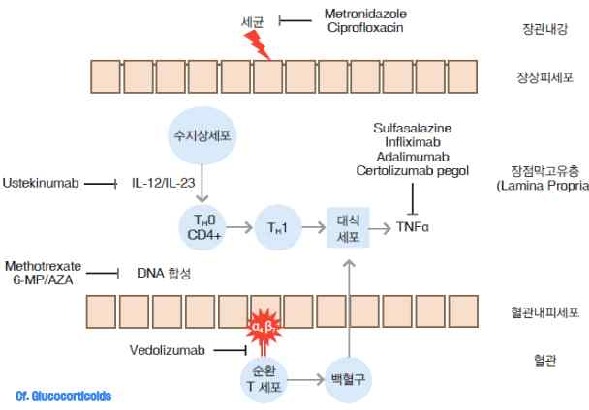 세균
Metronidazole
Ciprofloxacin
장관내강
장상피세포
수지상세포
Sulfasalazine
Infliximab
Adalimumab
Certolizumab pegol
장점막고유층
(Lamina Propria
Ustekinumab
IL-12/IL-23
TH0
CD4+
TH1
대식
세포
TNFα
Methotrexate
6-MP/AZA
DNA 합성
α4β7
혈관내피세포
Vedolizumab
혈관
순환
T 세포
백혈구
Cf. Glucocorticoids